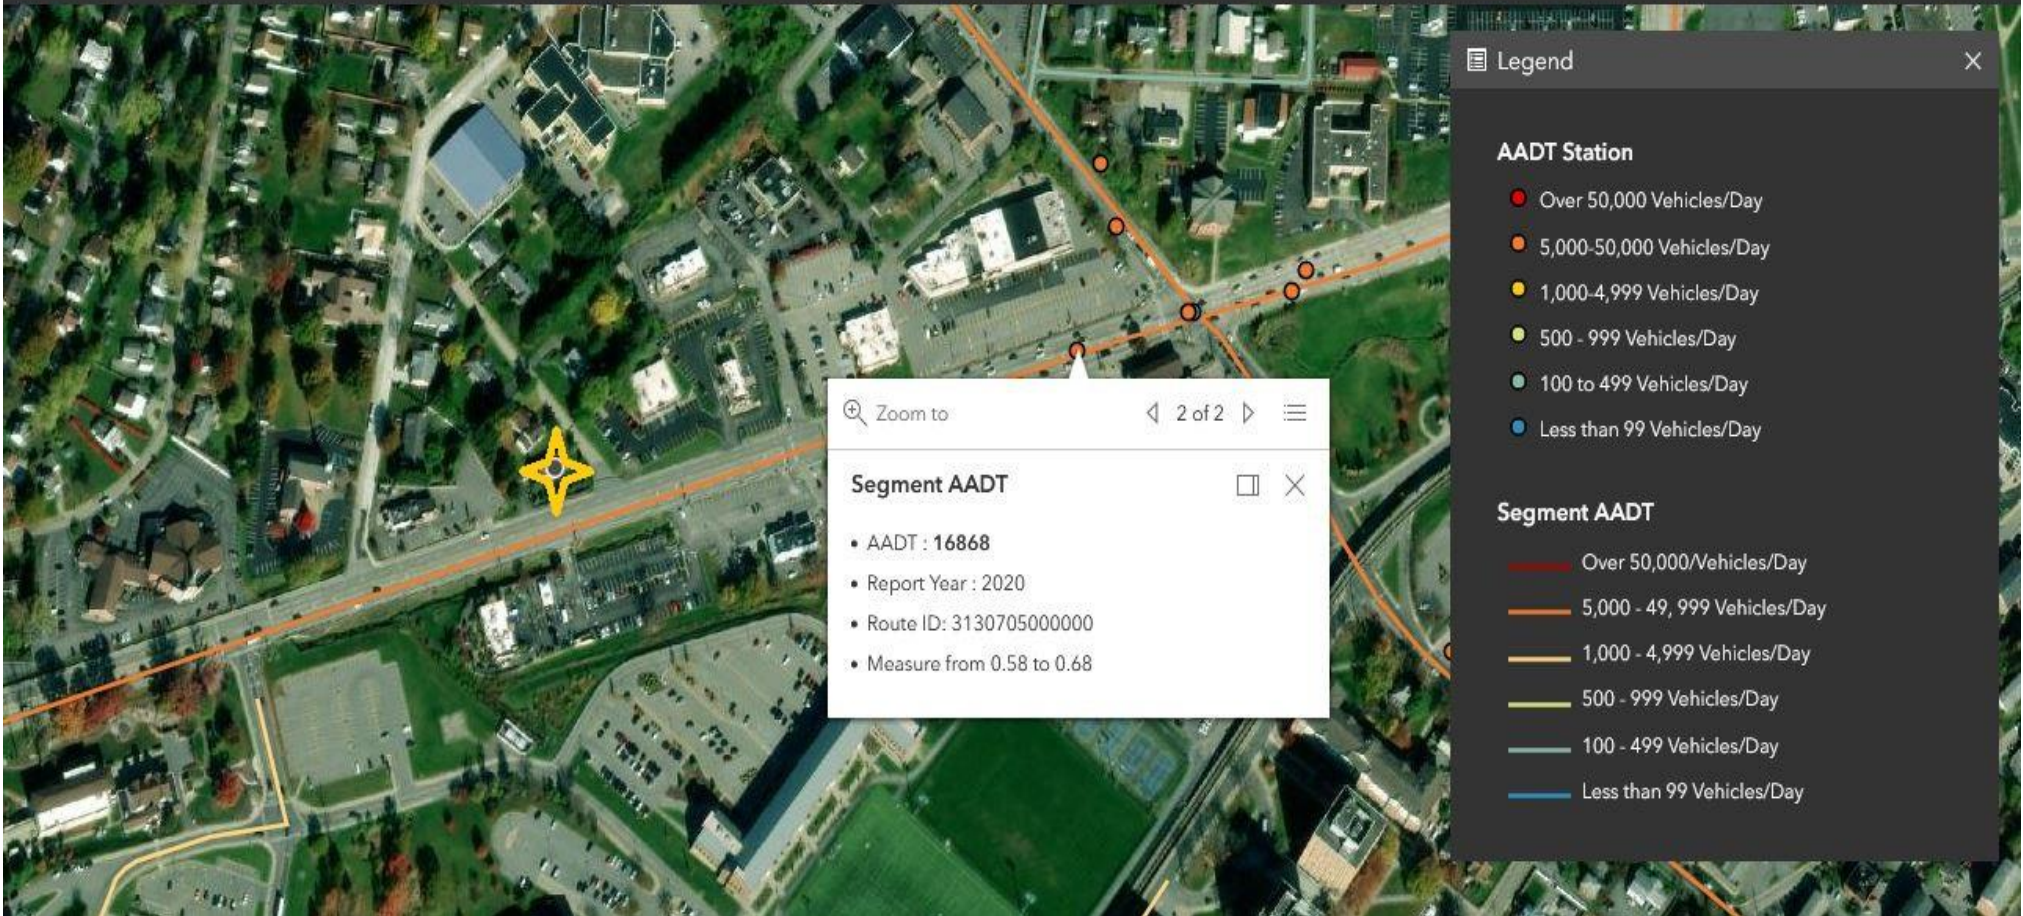 Legend
AADT Station
Over 50,000 Vehicles/Day
5,000-50,000 Vehicles/Day
1,000-4,999 Vehicles/Day
500 - 999 Vehicles/Day
100 to 499 Vehicles/Day
Less than 99 Vehicles/Day
Segment AADT
Over 50,000/Vehicles/Day
5,000 - 49, 999 Vehicles/Day
1,000 - 4,999 Vehicles/Day
500 - 999 Vehicles/Day
100 - 499 Vehicles/Day
Less than 99 Vehicles/Day
Zoom to
2 of 2
Segment AADT
• AADT : 16868
• Report Year : 2020
• Route ID: 3130705000000
• Measure from 0.58 to 0.68